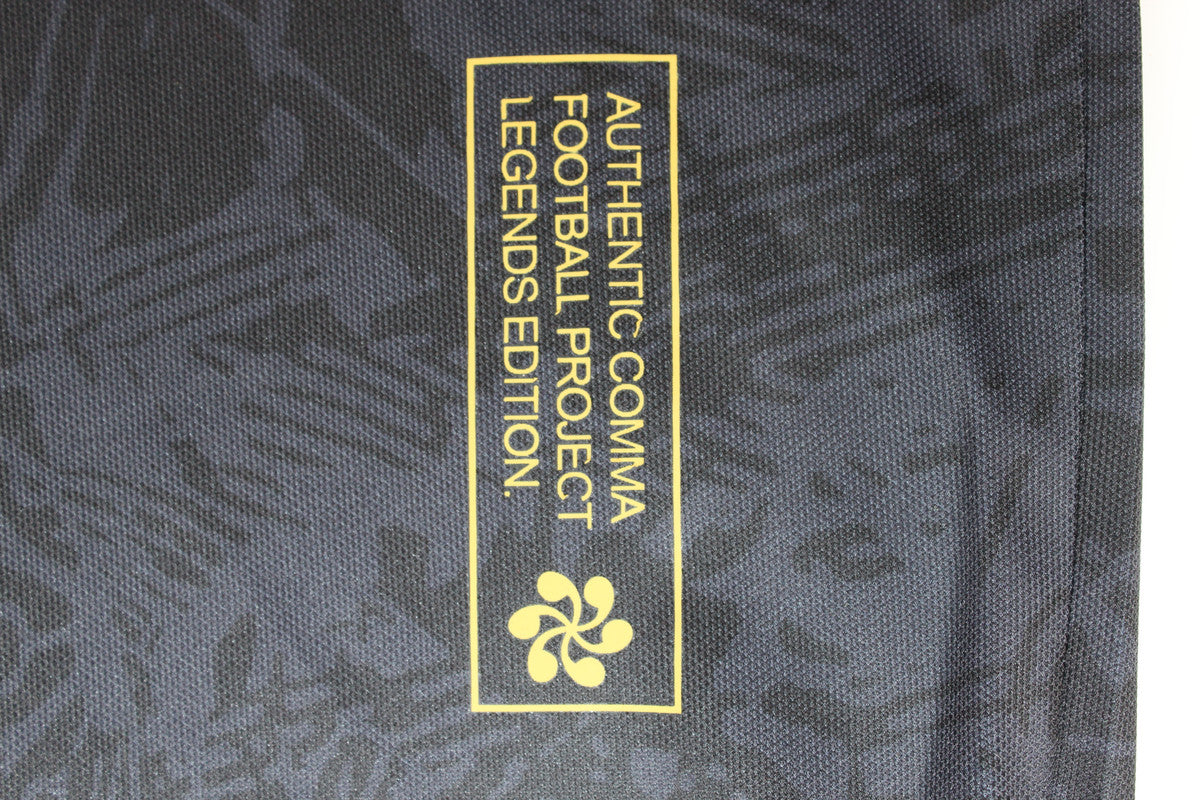 AUTHENTIC COMMA
FOOTBALL PROJECT
LEGENDS EDITION.